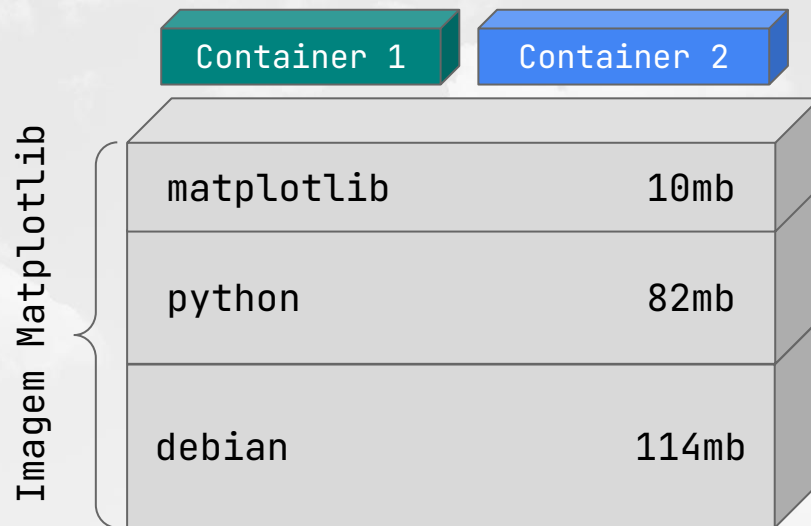 Container 1
Container 2
Imagem Matplotlib
matplotlib 10mb
python 82mb
debian 114mb